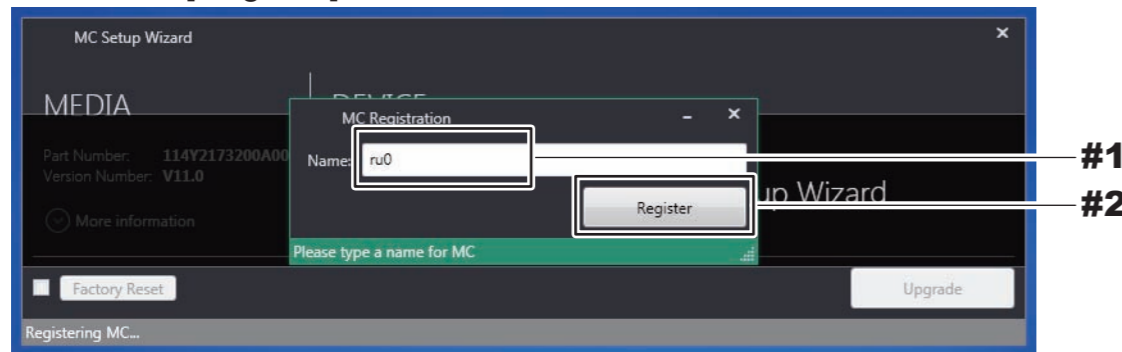 MC Setup Wizard
MEDIA
MC Registration
Part Number: 114Y2173200A00
Name: ru0
#1
Version Number: V11.0
Register
up Wizard
#2
More information
Please type a name for MC
Factory Reset
Upgrade
Registering MC...